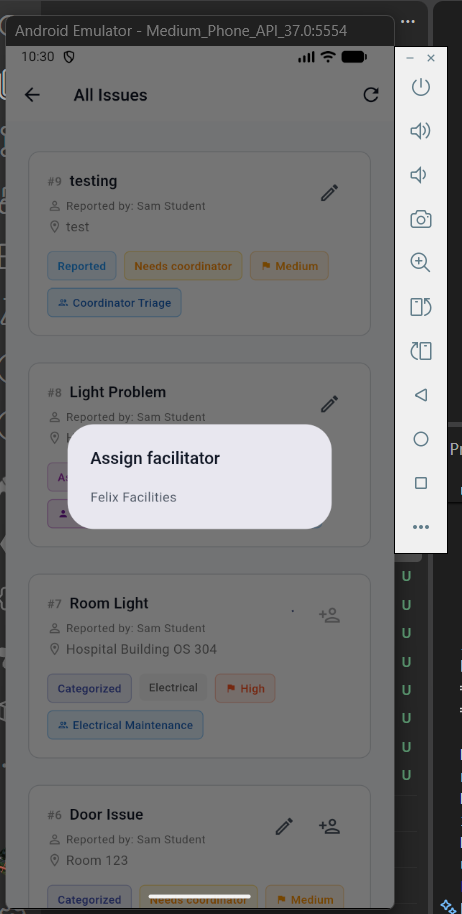 Android Emulator - Medium_Phone_API_37.0:5554
10:30
All Issues
#9 testing
Reported by: Sam Student
test
Reported
Needs coordinator
Medium
Coordinator Triage
#8 Light Problem
Reported by: Sam Student
Assign facilitator
Felix Facilities
#7 Room Light
Reported by: Sam Student
Hospital Building OS 304
Categorized
Electrical
High
Electrical Maintenance
#6 Door Issue
Reported by: Sam Student
Room 123
Categorized
Needs coordinator
Medium
U
U
U
U
U
U
U
U